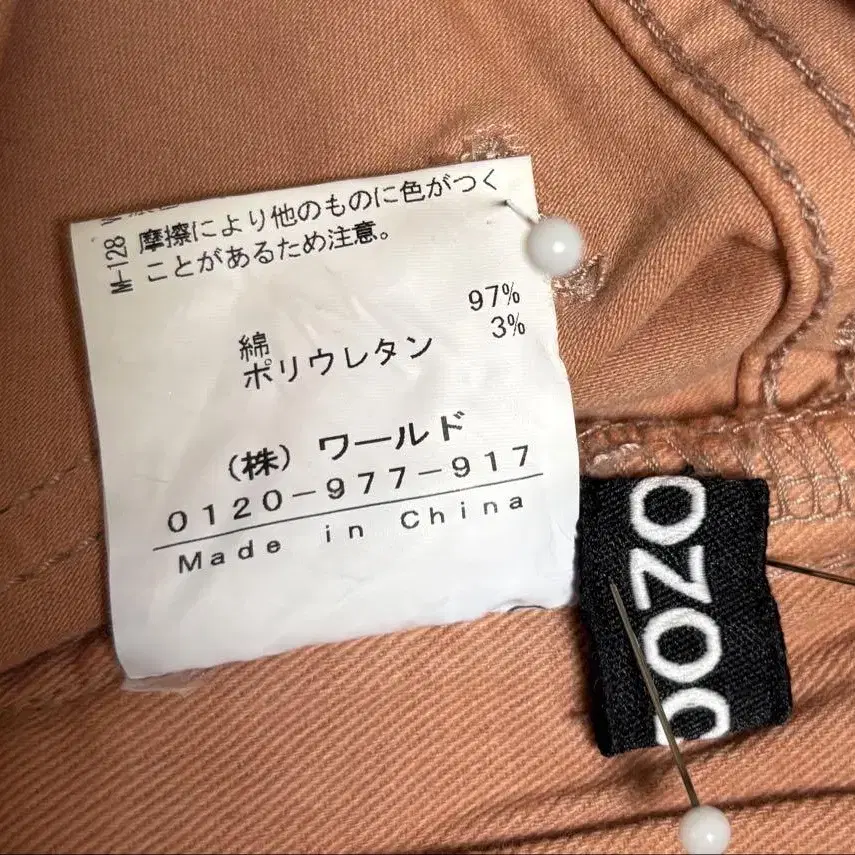 M-128
摩擦により他のものに色がつく
ことがあるため注意。
綿 97%
ポリウレタン 3%
(株) ワールド
0120-977-917
Made in China
OZOC